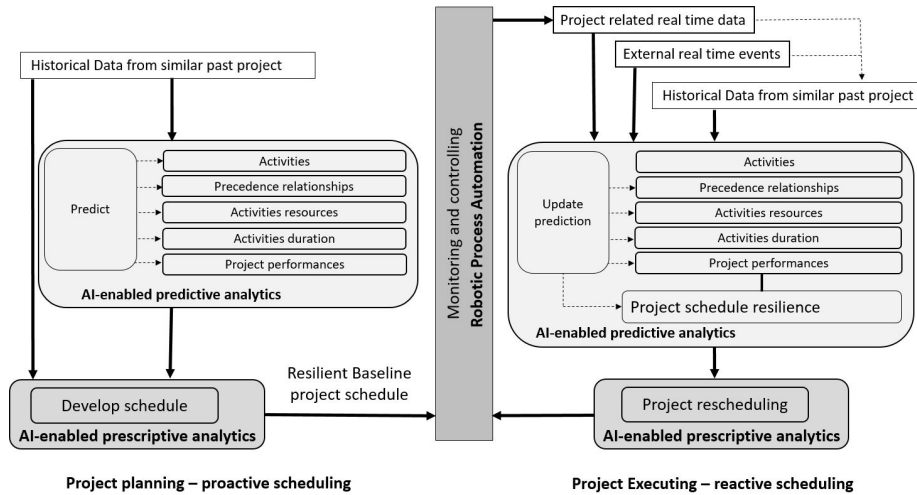 Historical Data from similar past project
Predict
Activities
Precedence relationships
Activities resources
Activities duration
Project performances
AI-enabled predictive analytics
Develop schedule
AI-enabled prescriptive analytics
Resilient Baseline
project schedule
Project planning – proactive scheduling
Monitoring and controlling
Robotic Process Automation
Project related real time data
External real time events
Historical Data from similar past project
Update
prediction
Activities
Precedence relationships
Activities resources
Activities duration
Project performances
Project schedule resilience
AI-enabled predictive analytics
Project rescheduling
AI-enabled prescriptive analytics
Project Executing – reactive scheduling